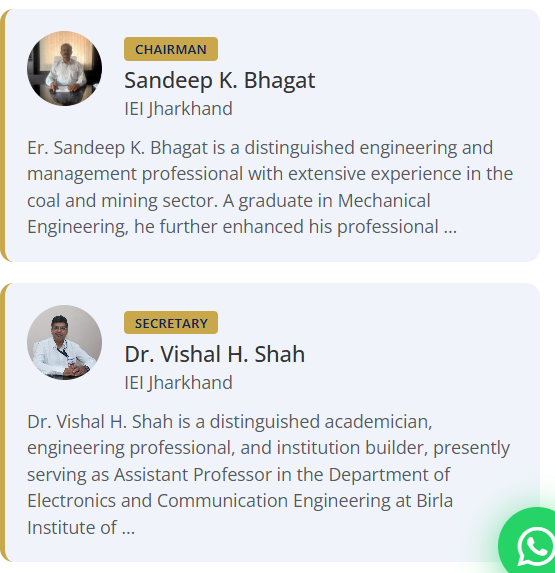 CHAIRMAN
Sandeep K. Bhagat
IEI Jharkhand
Er. Sandeep K. Bhagat is a distinguished engineering and
management professional with extensive experience in the
coal and mining sector. A graduate in Mechanical
Engineering, he further enhanced his professional ...
SECRETARY
Dr. Vishal H. Shah
IEI Jharkhand
Dr. Vishal H. Shah is a distinguished academician,
engineering professional, and institution builder, presently
serving as Assistant Professor in the Department of
Electronics and Communication Engineering at Birla
Institute of ...